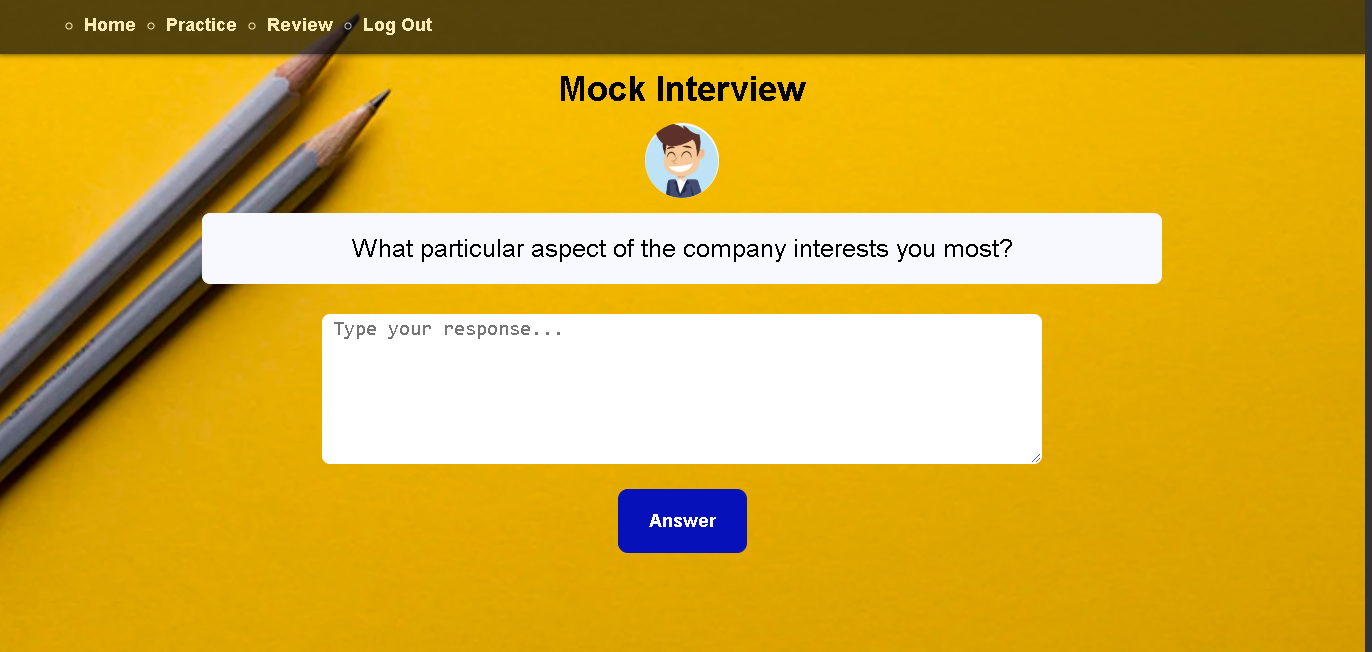 Home Practice Review Log Out
Mock Interview
What particular aspect of the company interests you most?
Type your response...
Answer